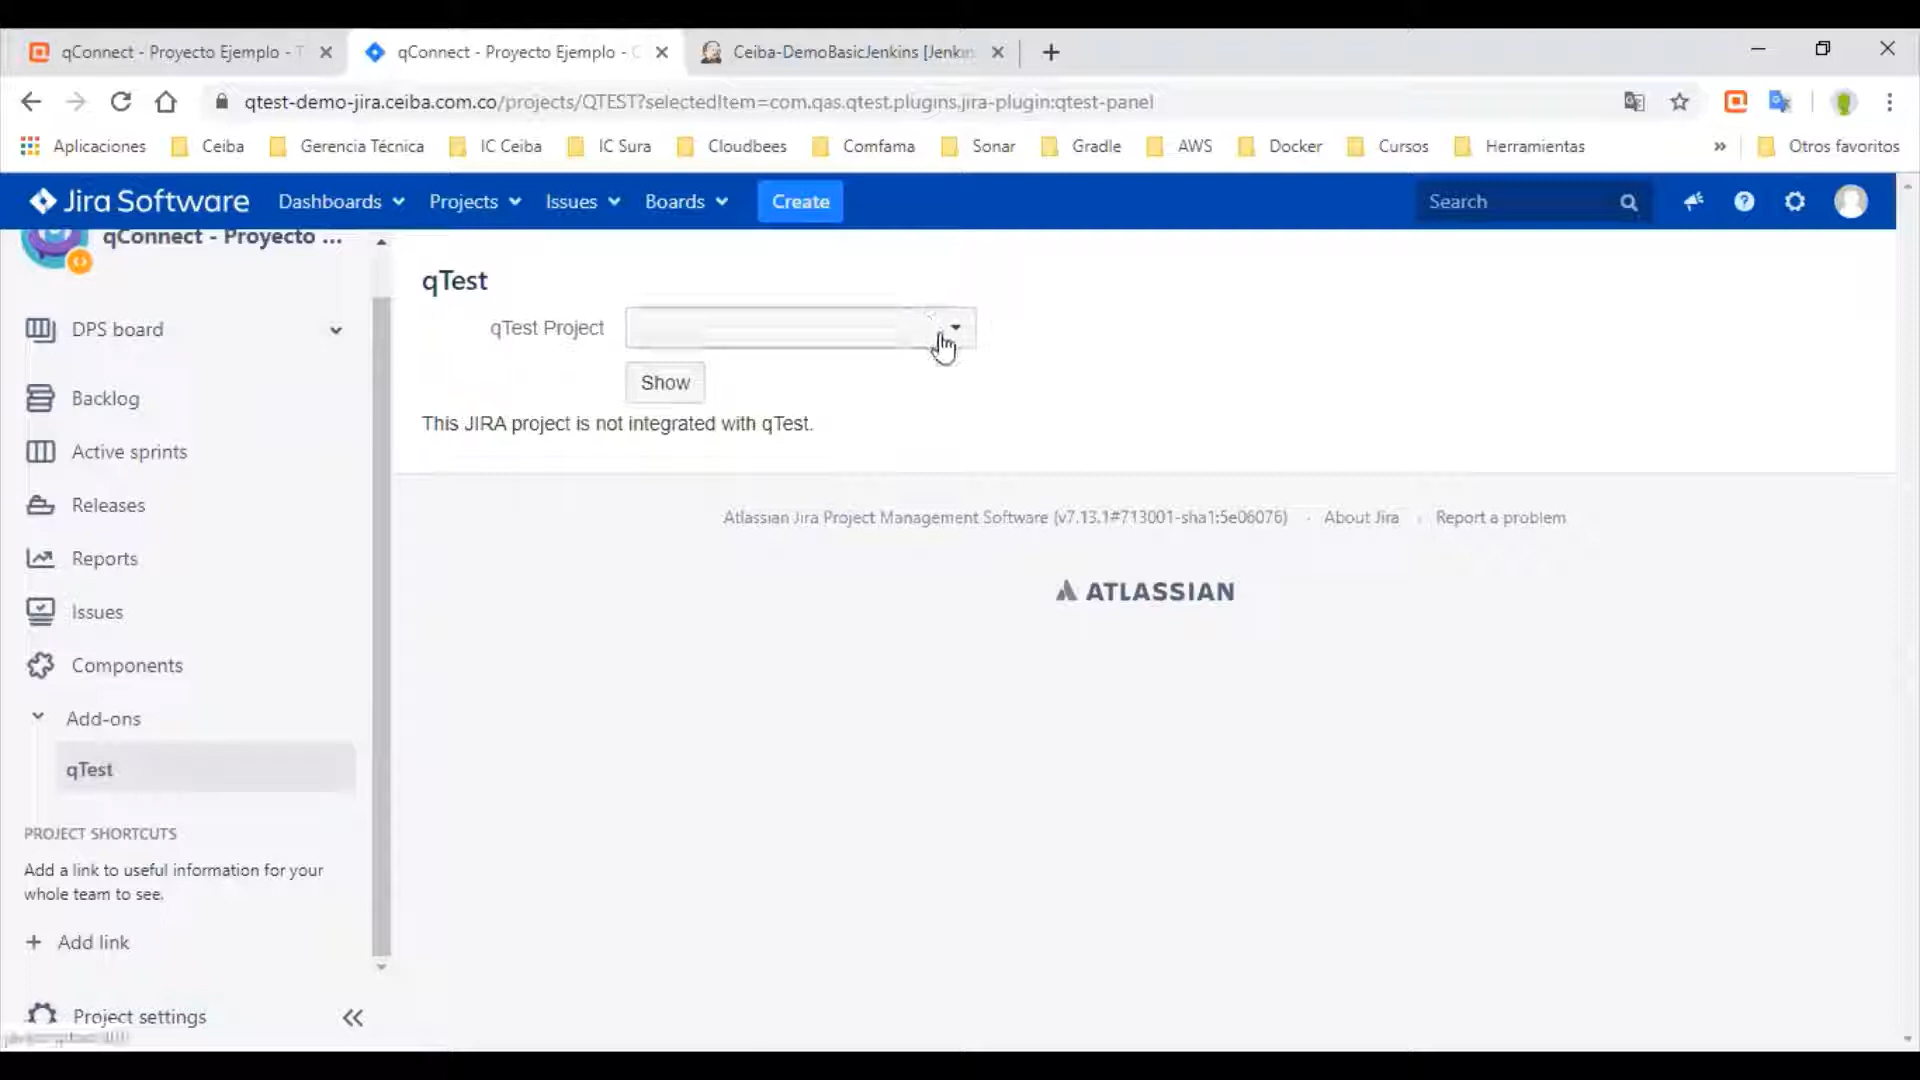 qConnect - Proyecto Ejemplo - T
qConnect - Proyecto Ejemplo - C
Ceiba-DemoBasicJenkins [Jenkin
qtest-demo-jira.ceiba.com.co/projects/QTEST?selectedItem=com.qas.qtest.plugins.jira-plugin:qtest-panel
Aplicaciones Ceiba Gerencia Técnica IC Ceiba IC Sura Cloudbees Comfama Sonar Gradle AWS Docker Cursos Herramientas » Otros favoritos
Jira Software Dashboards Projects Issues Boards Create Search
qConnect - Proyecto ...
DPS board
Backlog
Active sprints
Releases
Reports
Issues
Components
Add-ons
qTest
PROJECT SHORTCUTS
Add a link to useful information for your
whole team to see.
+ Add link
Project settings
qTest
qTest Project
Show
This JIRA project is not integrated with qTest.
Atlassian Jira Project Management Software (v7.13.1#713001-sha1:5e06076) · About Jira · Report a problem
ATLASSIAN